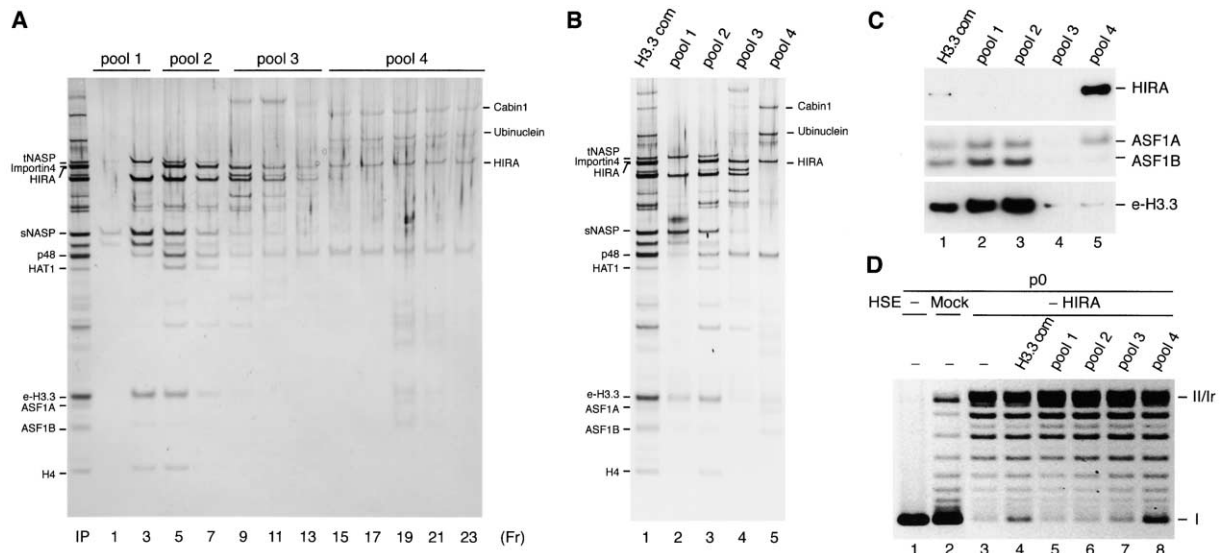 A
pool 1 pool 2 pool 3 pool 4
tNASP
Importin4
HIRA
sNASP
p48
HAT1
e-H3.3
ASF1A
ASF1B
H4
Cabin1
Ubinuclein
HIRA
IP 1 3 5 7 9 11 13 15 17 19 21 23 (Fr)
B
H3.3 com pool 1 pool 2 pool 3 pool 4
tNASP
Importin4
HIRA
sNASP
p48
HAT1
e-H3.3
ASF1A
ASF1B
H4
Cabin1
Ubinuclein
HIRA
1 2 3 4 5
C
H3.3 com pool 1 pool 2 pool 3 pool 4
HIRA
ASF1A
ASF1B
e-H3.3
1 2 3 4 5
D
p0
HSE – Mock – HIRA
– – – H3.3 com pool 1 pool 2 pool 3 pool 4
II/Ir
I
1 2 3 4 5 6 7 8